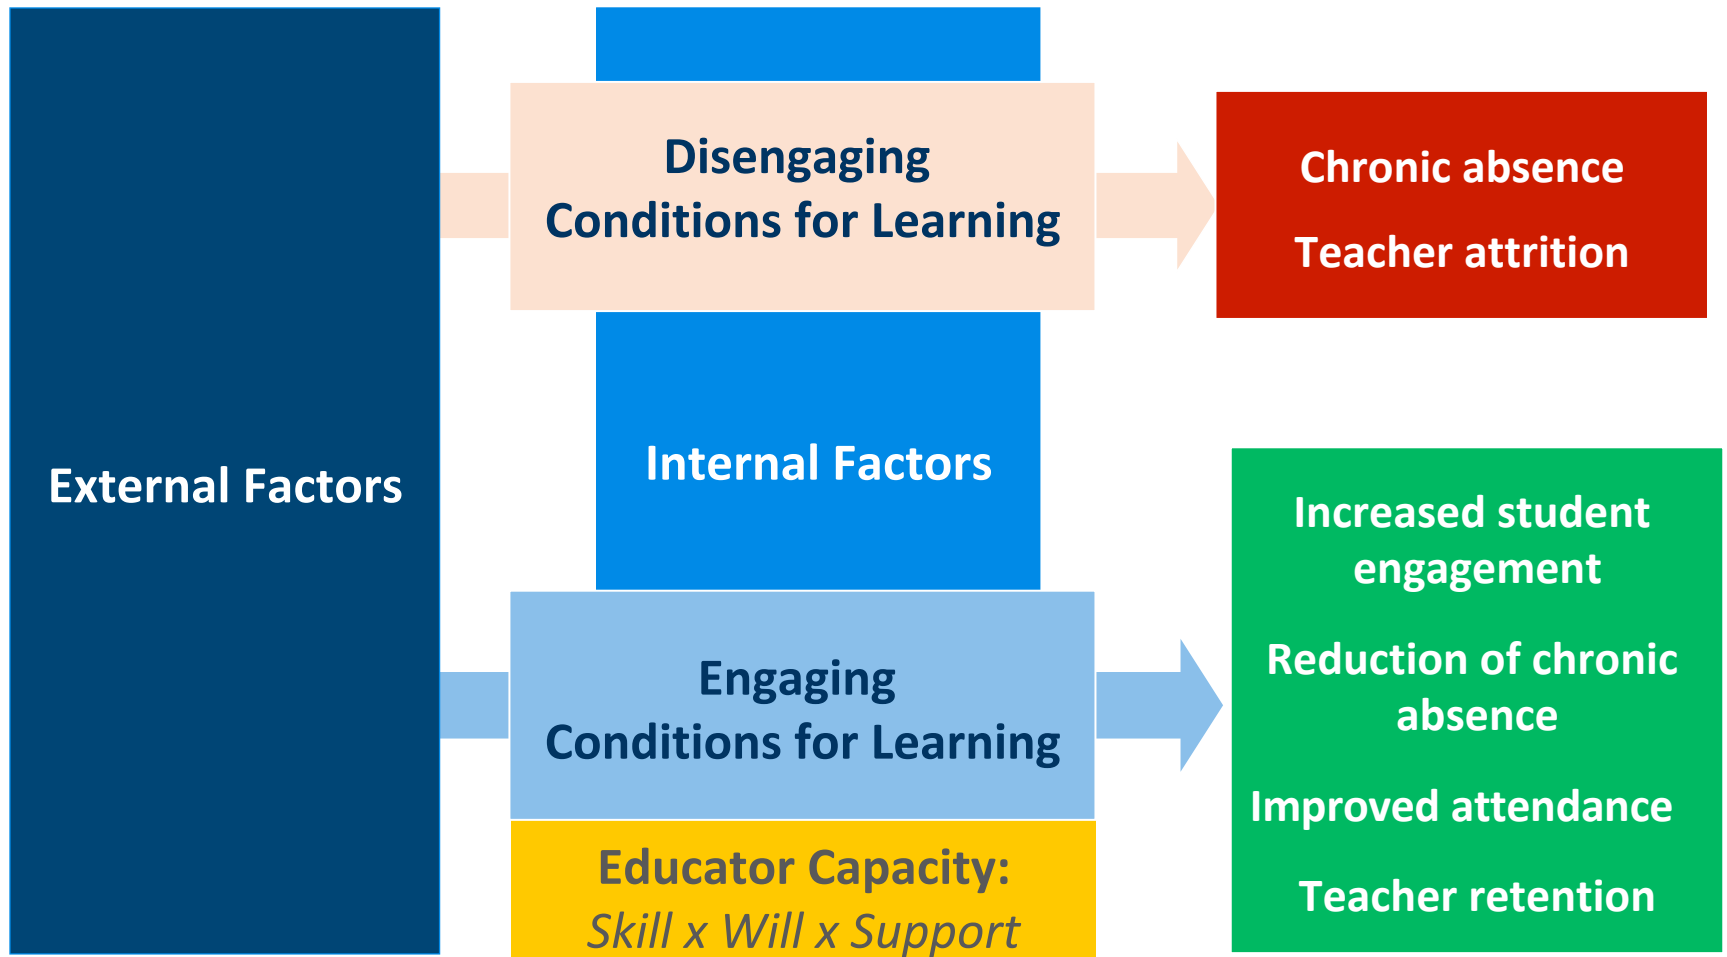 External Factors
Disengaging
Conditions for Learning
Internal Factors
Engaging
Conditions for Learning
Educator Capacity:
Skill x Will x Support
Chronic absence
Teacher attrition
Increased student
engagement
Reduction of chronic
absence
Improved attendance
Teacher retention